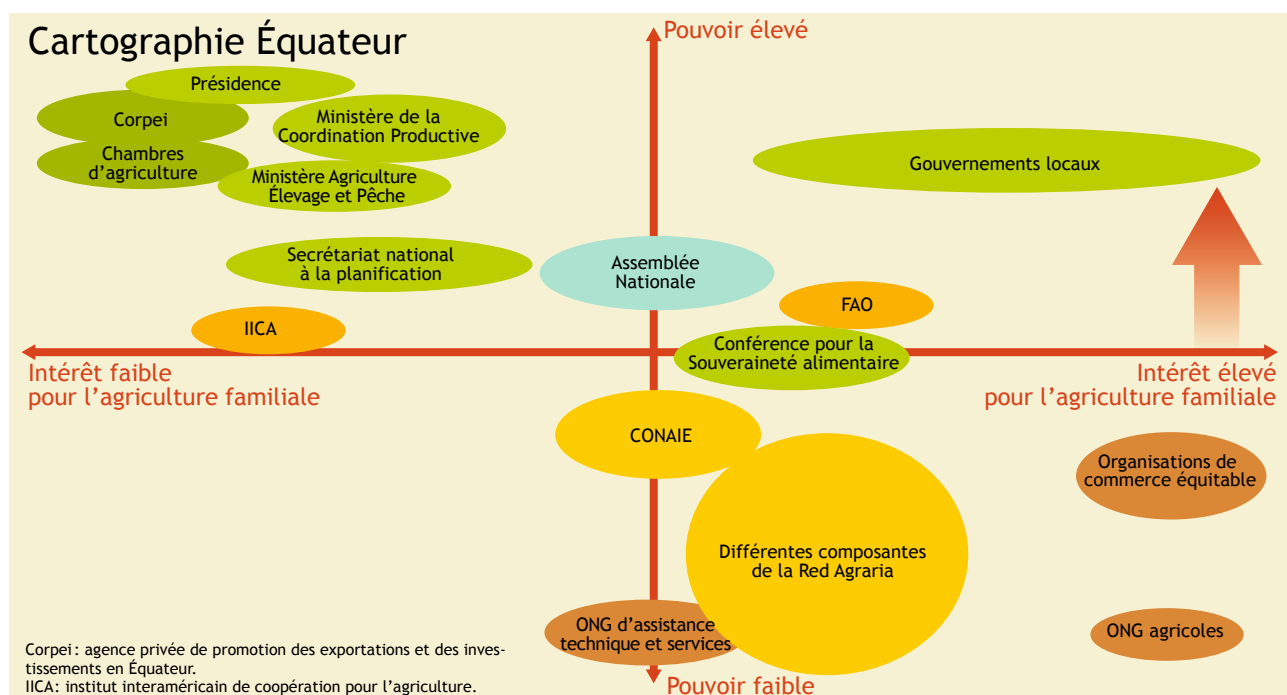 Cartographie Équateur
Pouvoir élevé
Présidence
Corpei
Ministère de la
Coordination Productive
Chambres
d’agriculture
Ministère Agriculture
Élevage et Pêche
Gouvernements locaux
Secrétariat national
à la planification
Assemblée
Nationale
FAO
IICA
Conférence pour la
Souveraineté alimentaire
Intérêt faible
pour l’agriculture familiale
Intérêt élevé
pour l’agriculture familiale
CONAIE
Organisations de
commerce équitable
Différentes composantes
de la Red Agraria
ONG d’assistance
technique et services
ONG agricoles
Pouvoir faible
Corpei : agence privée de promotion des exportations et des inves-
tissements en Équateur.
IICA : institut interaméricain de coopération pour l’agriculture.